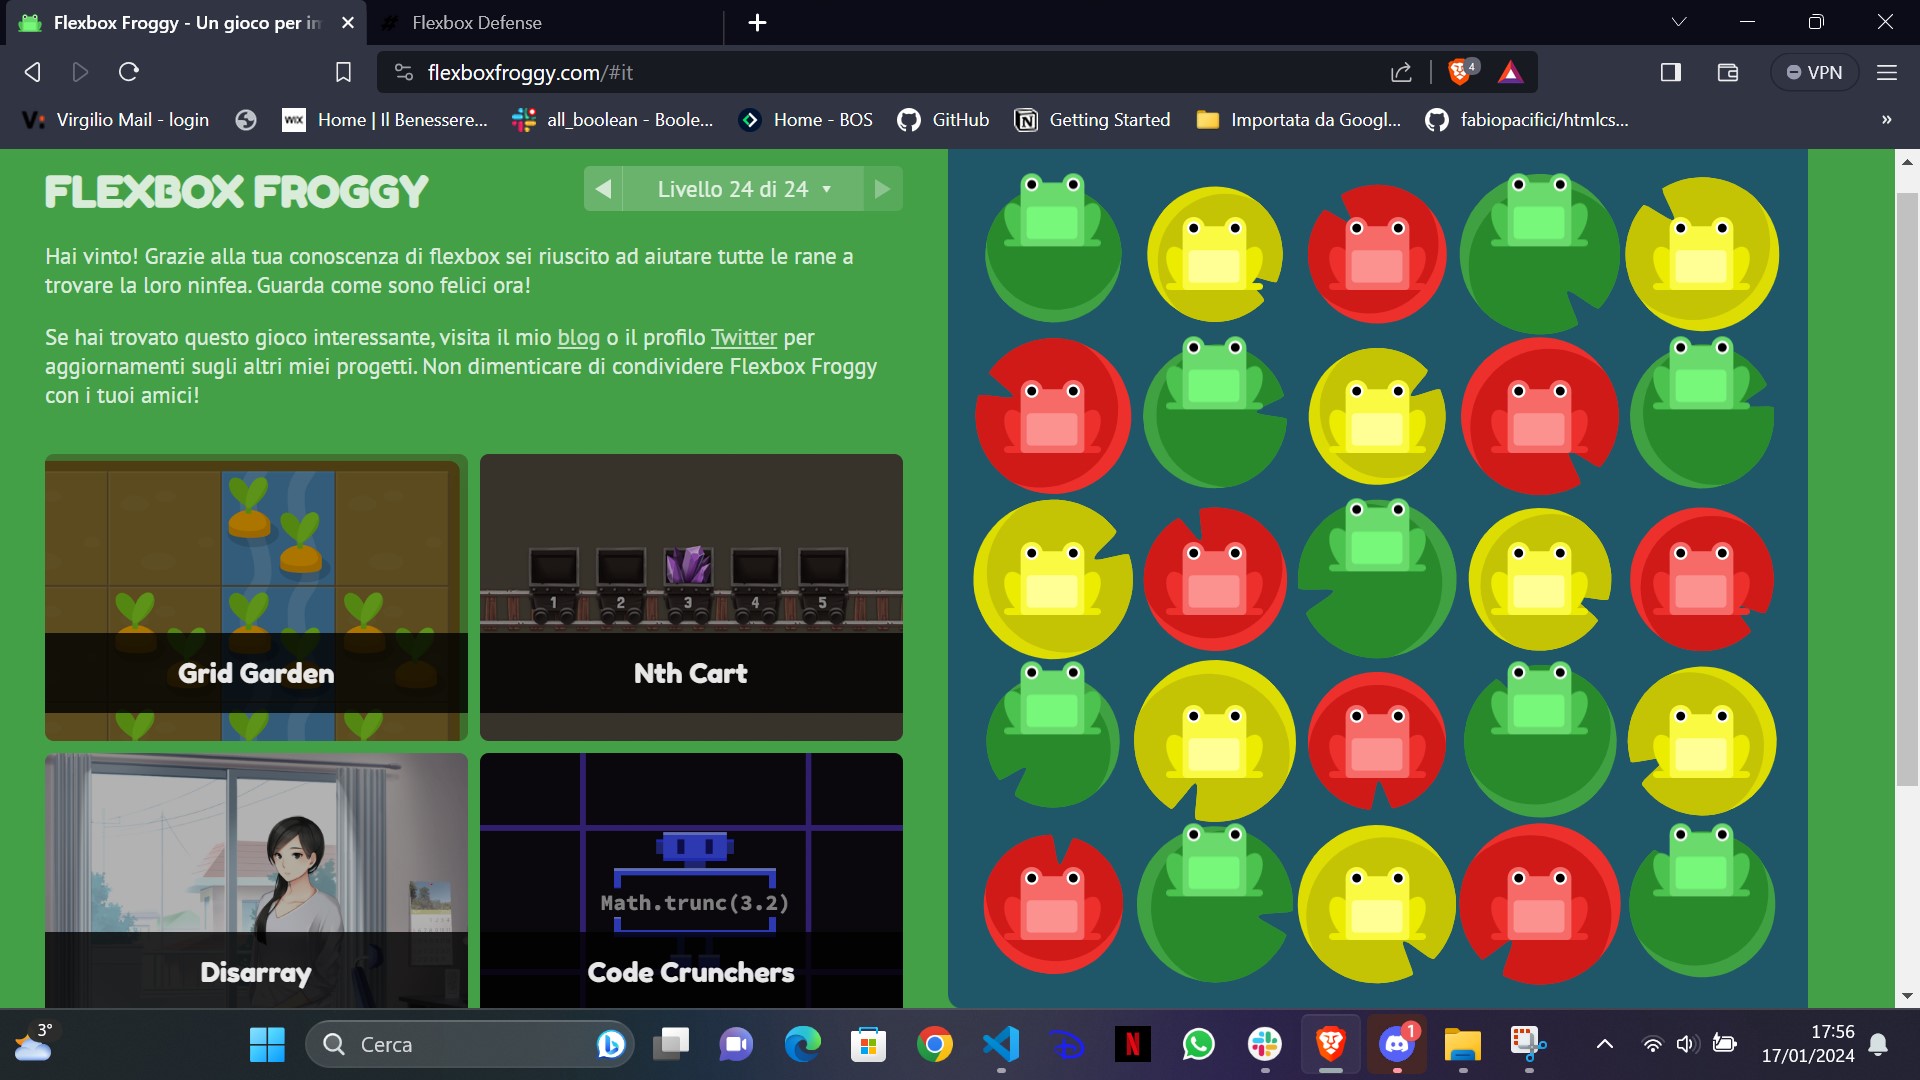 Flexbox Froggy - Un gioco per in
Flexbox Defense
flexboxfroggy.com/#it
4
VPN
Virgilio Mail - login
WIX
Home | Il Benessere...
all_boolean - Boole...
Home - BOS
GitHub
Getting Started
Importata da Googl...
fabiopacifici/htmlcs...
»
FLEXBOX FROGGY
Livello 24 di 24
Hai vinto! Grazie alla tua conoscenza di flexbox sei riuscito ad aiutare tutte le rane a
trovare la loro ninfea. Guarda come sono felici ora!
Se hai trovato questo gioco interessante, visita il mio blog o il profilo Twitter per
aggiornamenti sugli altri miei progetti. Non dimenticare di condividere Flexbox Froggy
con i tuoi amici!
1 2 3 4 5
Grid Garden
Nth Cart
Math.trunc(3.2)
Disarray
Code Crunchers
3°
Cerca
N
1
17:56
17/01/2024